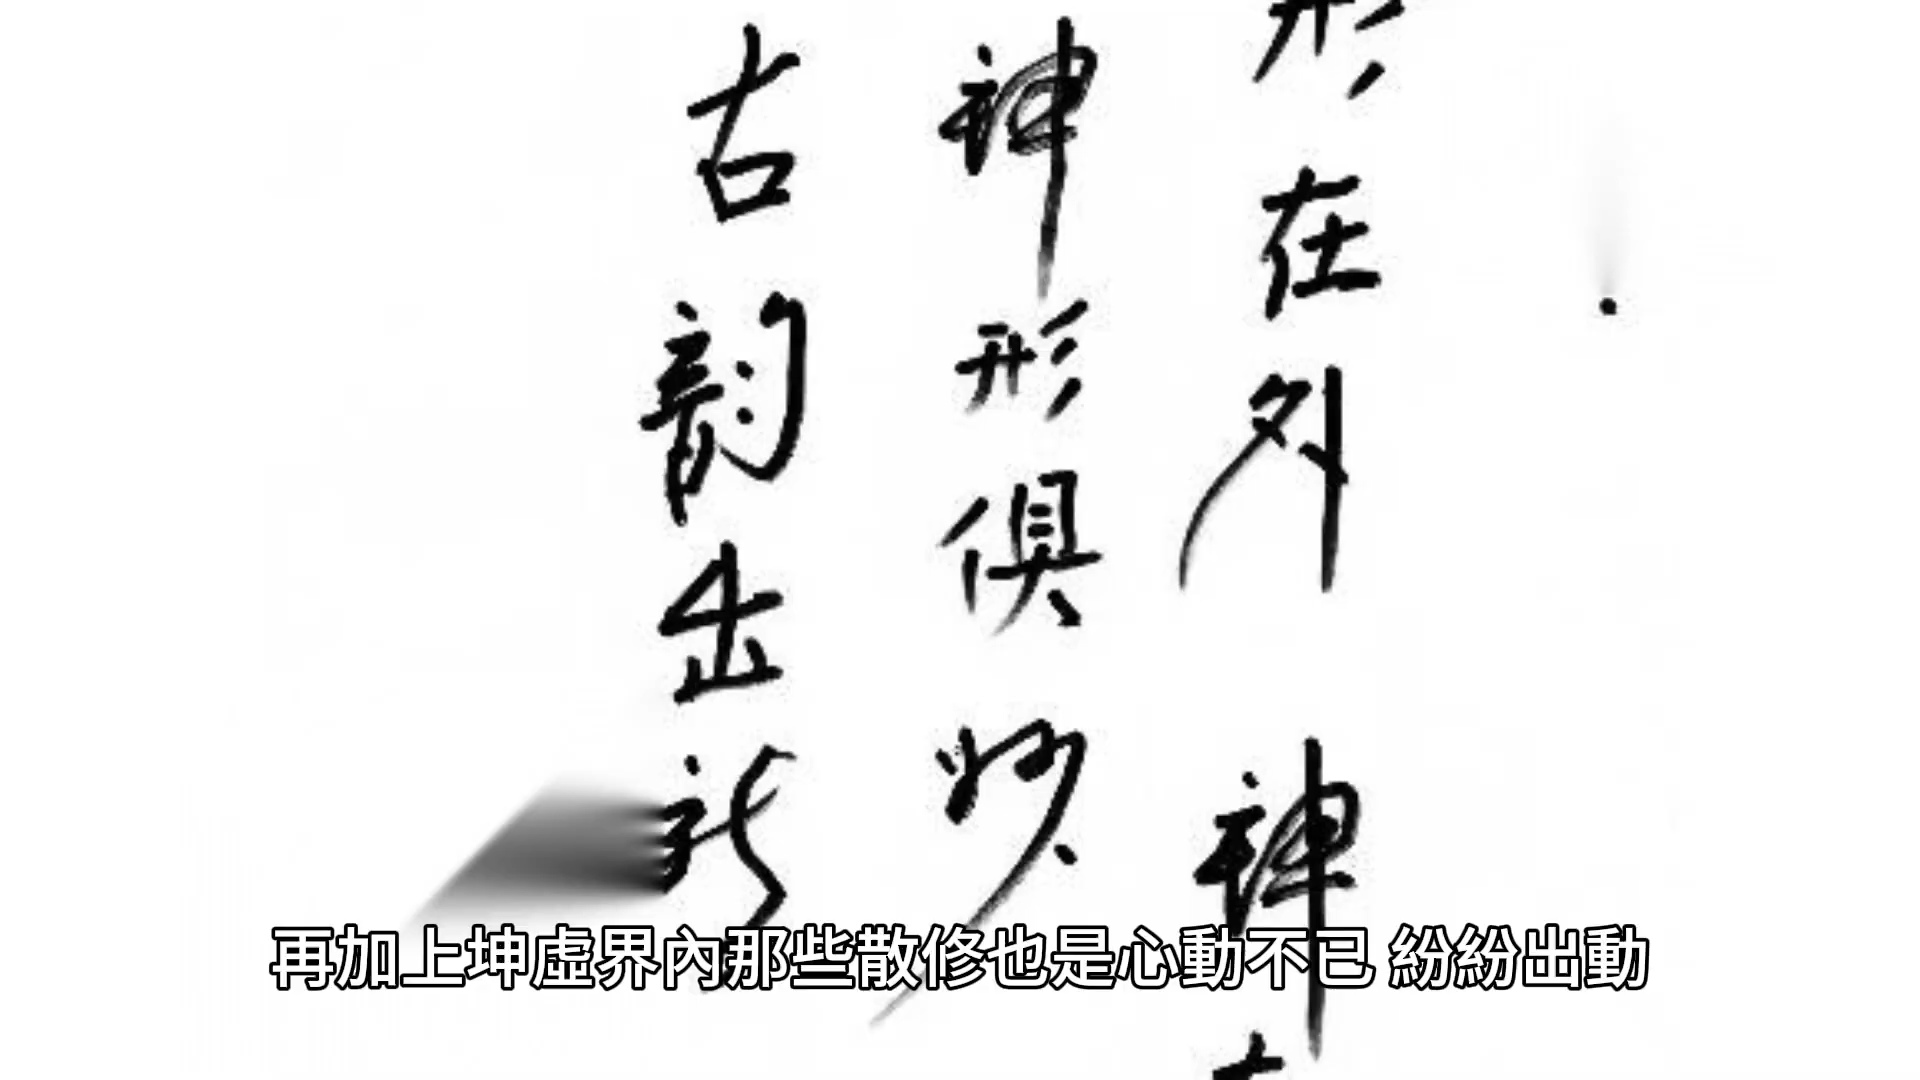 形在外神
神形俱妙
古韵出新
再加上坤虛界內那些散修也是心動不已 紛紛出動